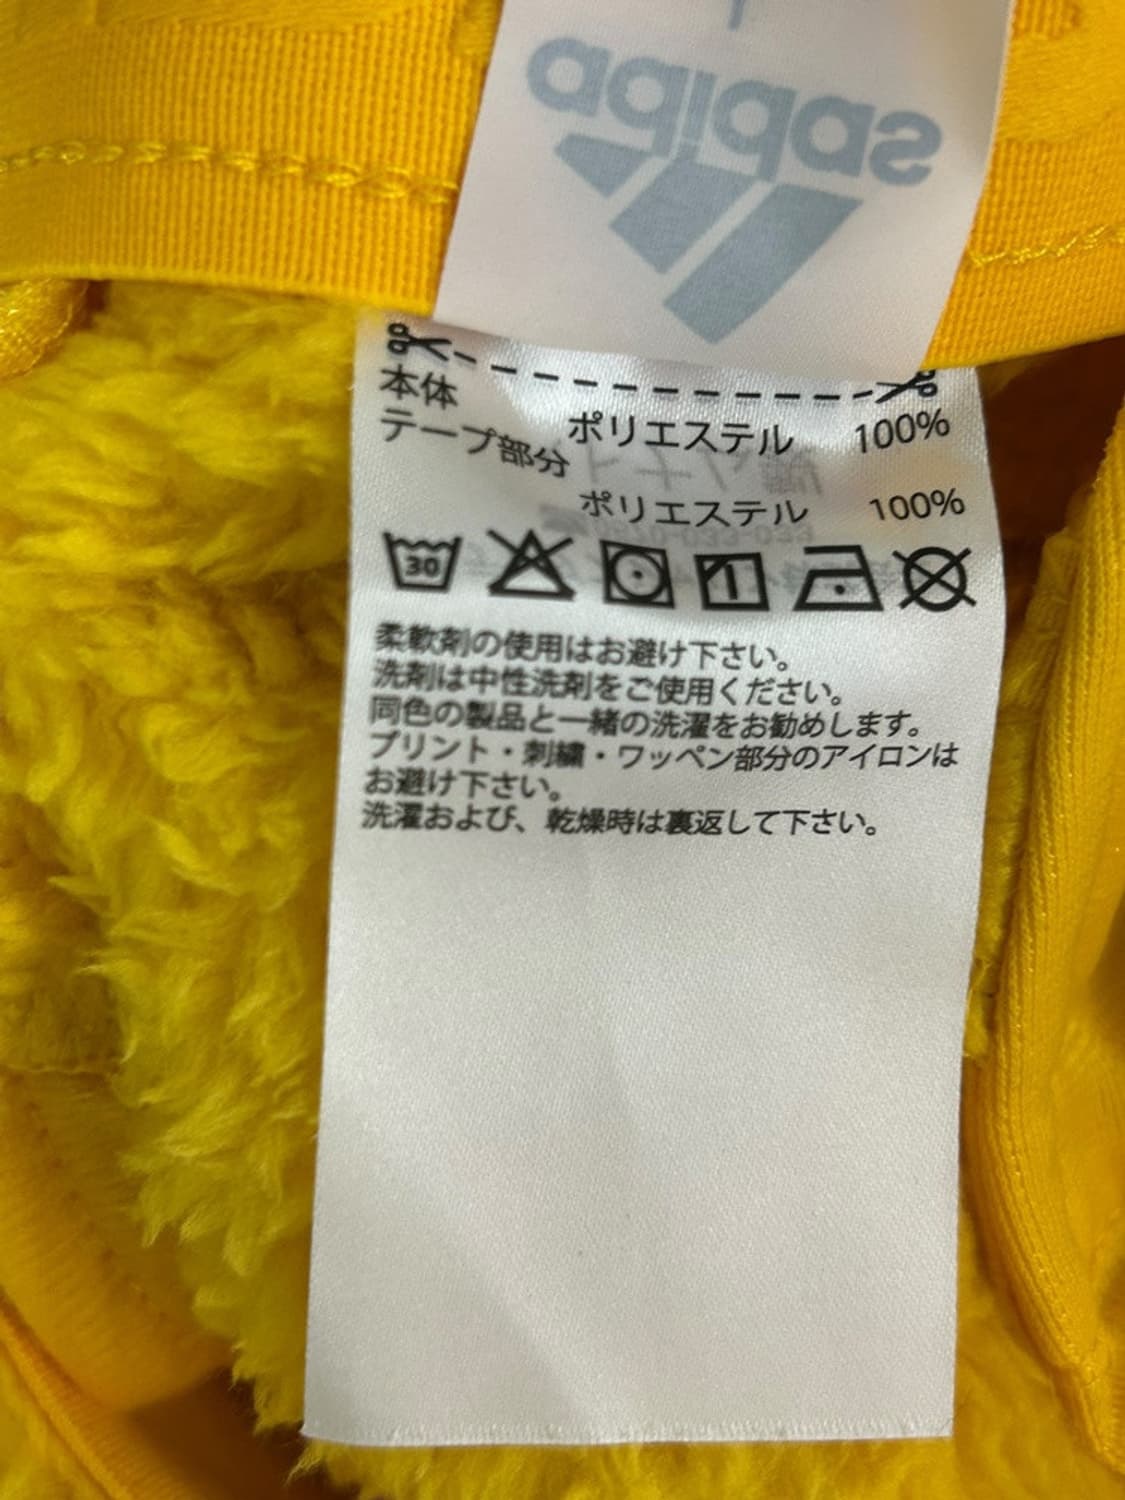 adidas
本体
ポリエステル 100%
テープ部分
ポリエステル 100%
30
柔軟剤の使用はお避け下さい。
洗剤は中性洗剤をご使用ください。
同色の製品と一緒の洗濯をお勧めします。
プリント・刺繍・ワッペン部分のアイロンは
お避け下さい。
洗濯および、乾燥時は裏返して下さい。